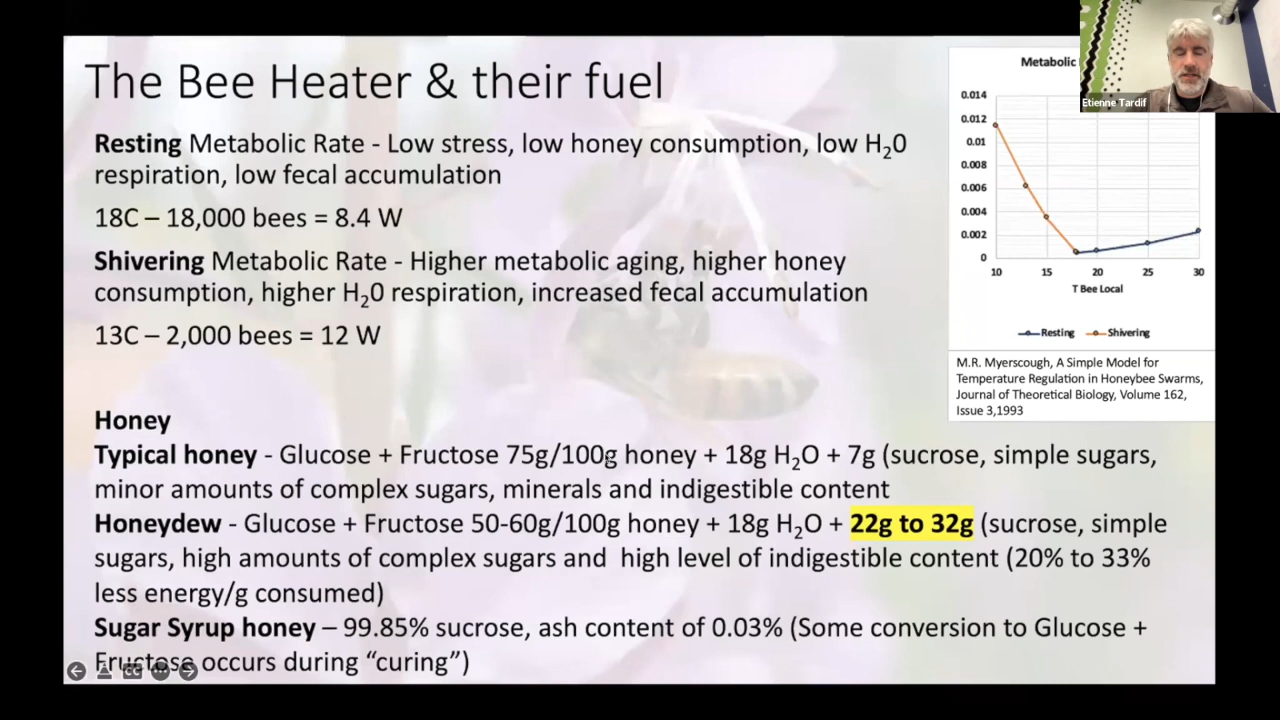 The Bee Heater & their fuel
Resting Metabolic Rate - Low stress, low honey consumption, low H₂0
respiration, low fecal accumulation
18C – 18,000 bees = 8.4 W
Shivering Metabolic Rate - Higher metabolic aging, higher honey
consumption, higher H₂0 respiration, increased fecal accumulation
13C – 2,000 bees = 12 W
Honey
Typical honey - Glucose + Fructose 75g/100g honey + 18g H₂O + 7g (sucrose, simple sugars,
minor amounts of complex sugars, minerals and indigestible content
Honeydew - Glucose + Fructose 50-60g/100g honey + 18g H₂O + 22g to 32g (sucrose, simple
sugars, high amounts of complex sugars and high level of indigestible content (20% to 33%
less energy/g consumed)
Sugar Syrup honey – 99.85% sucrose, ash content of 0.03% (Some conversion to Glucose +
Fructose occurs during “curing”)
CC
Metabolic
0.014
0.012
0.01
0.008
0.006
0.004
0.002
0
10 15 20 25 30
T Bee Local
Resting Shivering
M.R. Myerscough, A Simple Model for
Temperature Regulation in Honeybee Swarms,
Journal of Theoretical Biology, Volume 162,
Issue 3,1993
Etienne Tardif